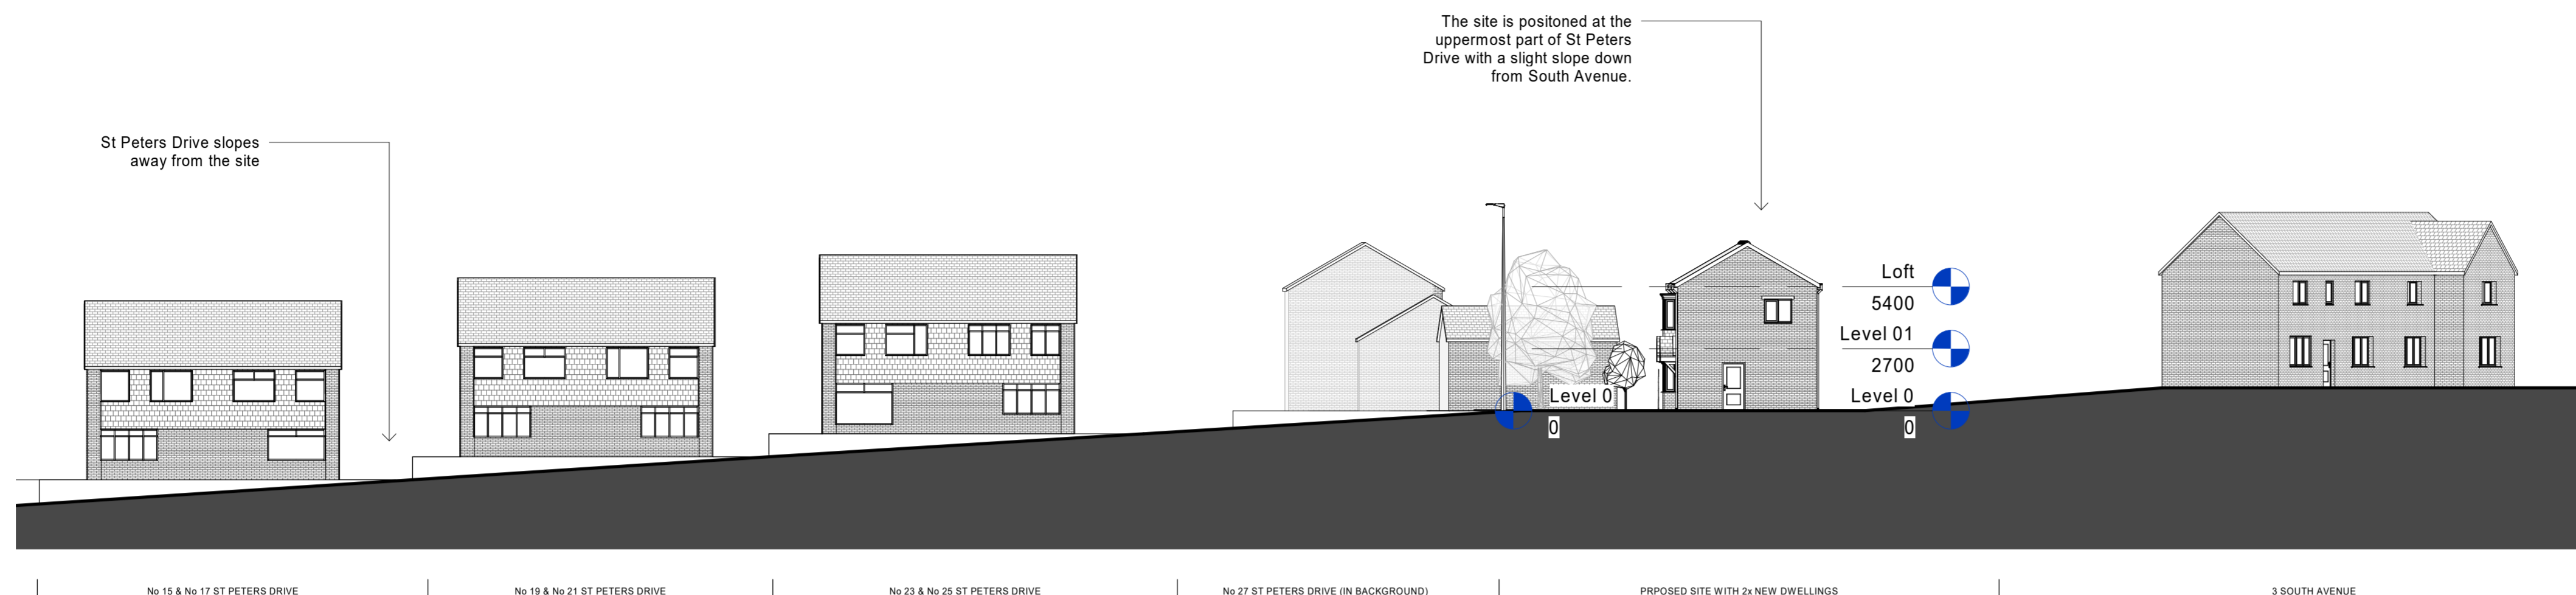 The site is positoned at the
uppermost part of St Peters
Drive with a slight slope down
from South Avenue.
St Peters Drive slopes
away from the site
Loft
5400
Level 01
2700
Level 0
0
Level 0
0
No 15 & No 17 ST PETERS DRIVE
No 19 & No 21 ST PETERS DRIVE
No 23 & No 25 ST PETERS DRIVE
No 27 ST PETERS DRIVE (IN BACKGROUND)
PRPOSED SITE WITH 2x NEW DWELLINGS
3 SOUTH AVENUE